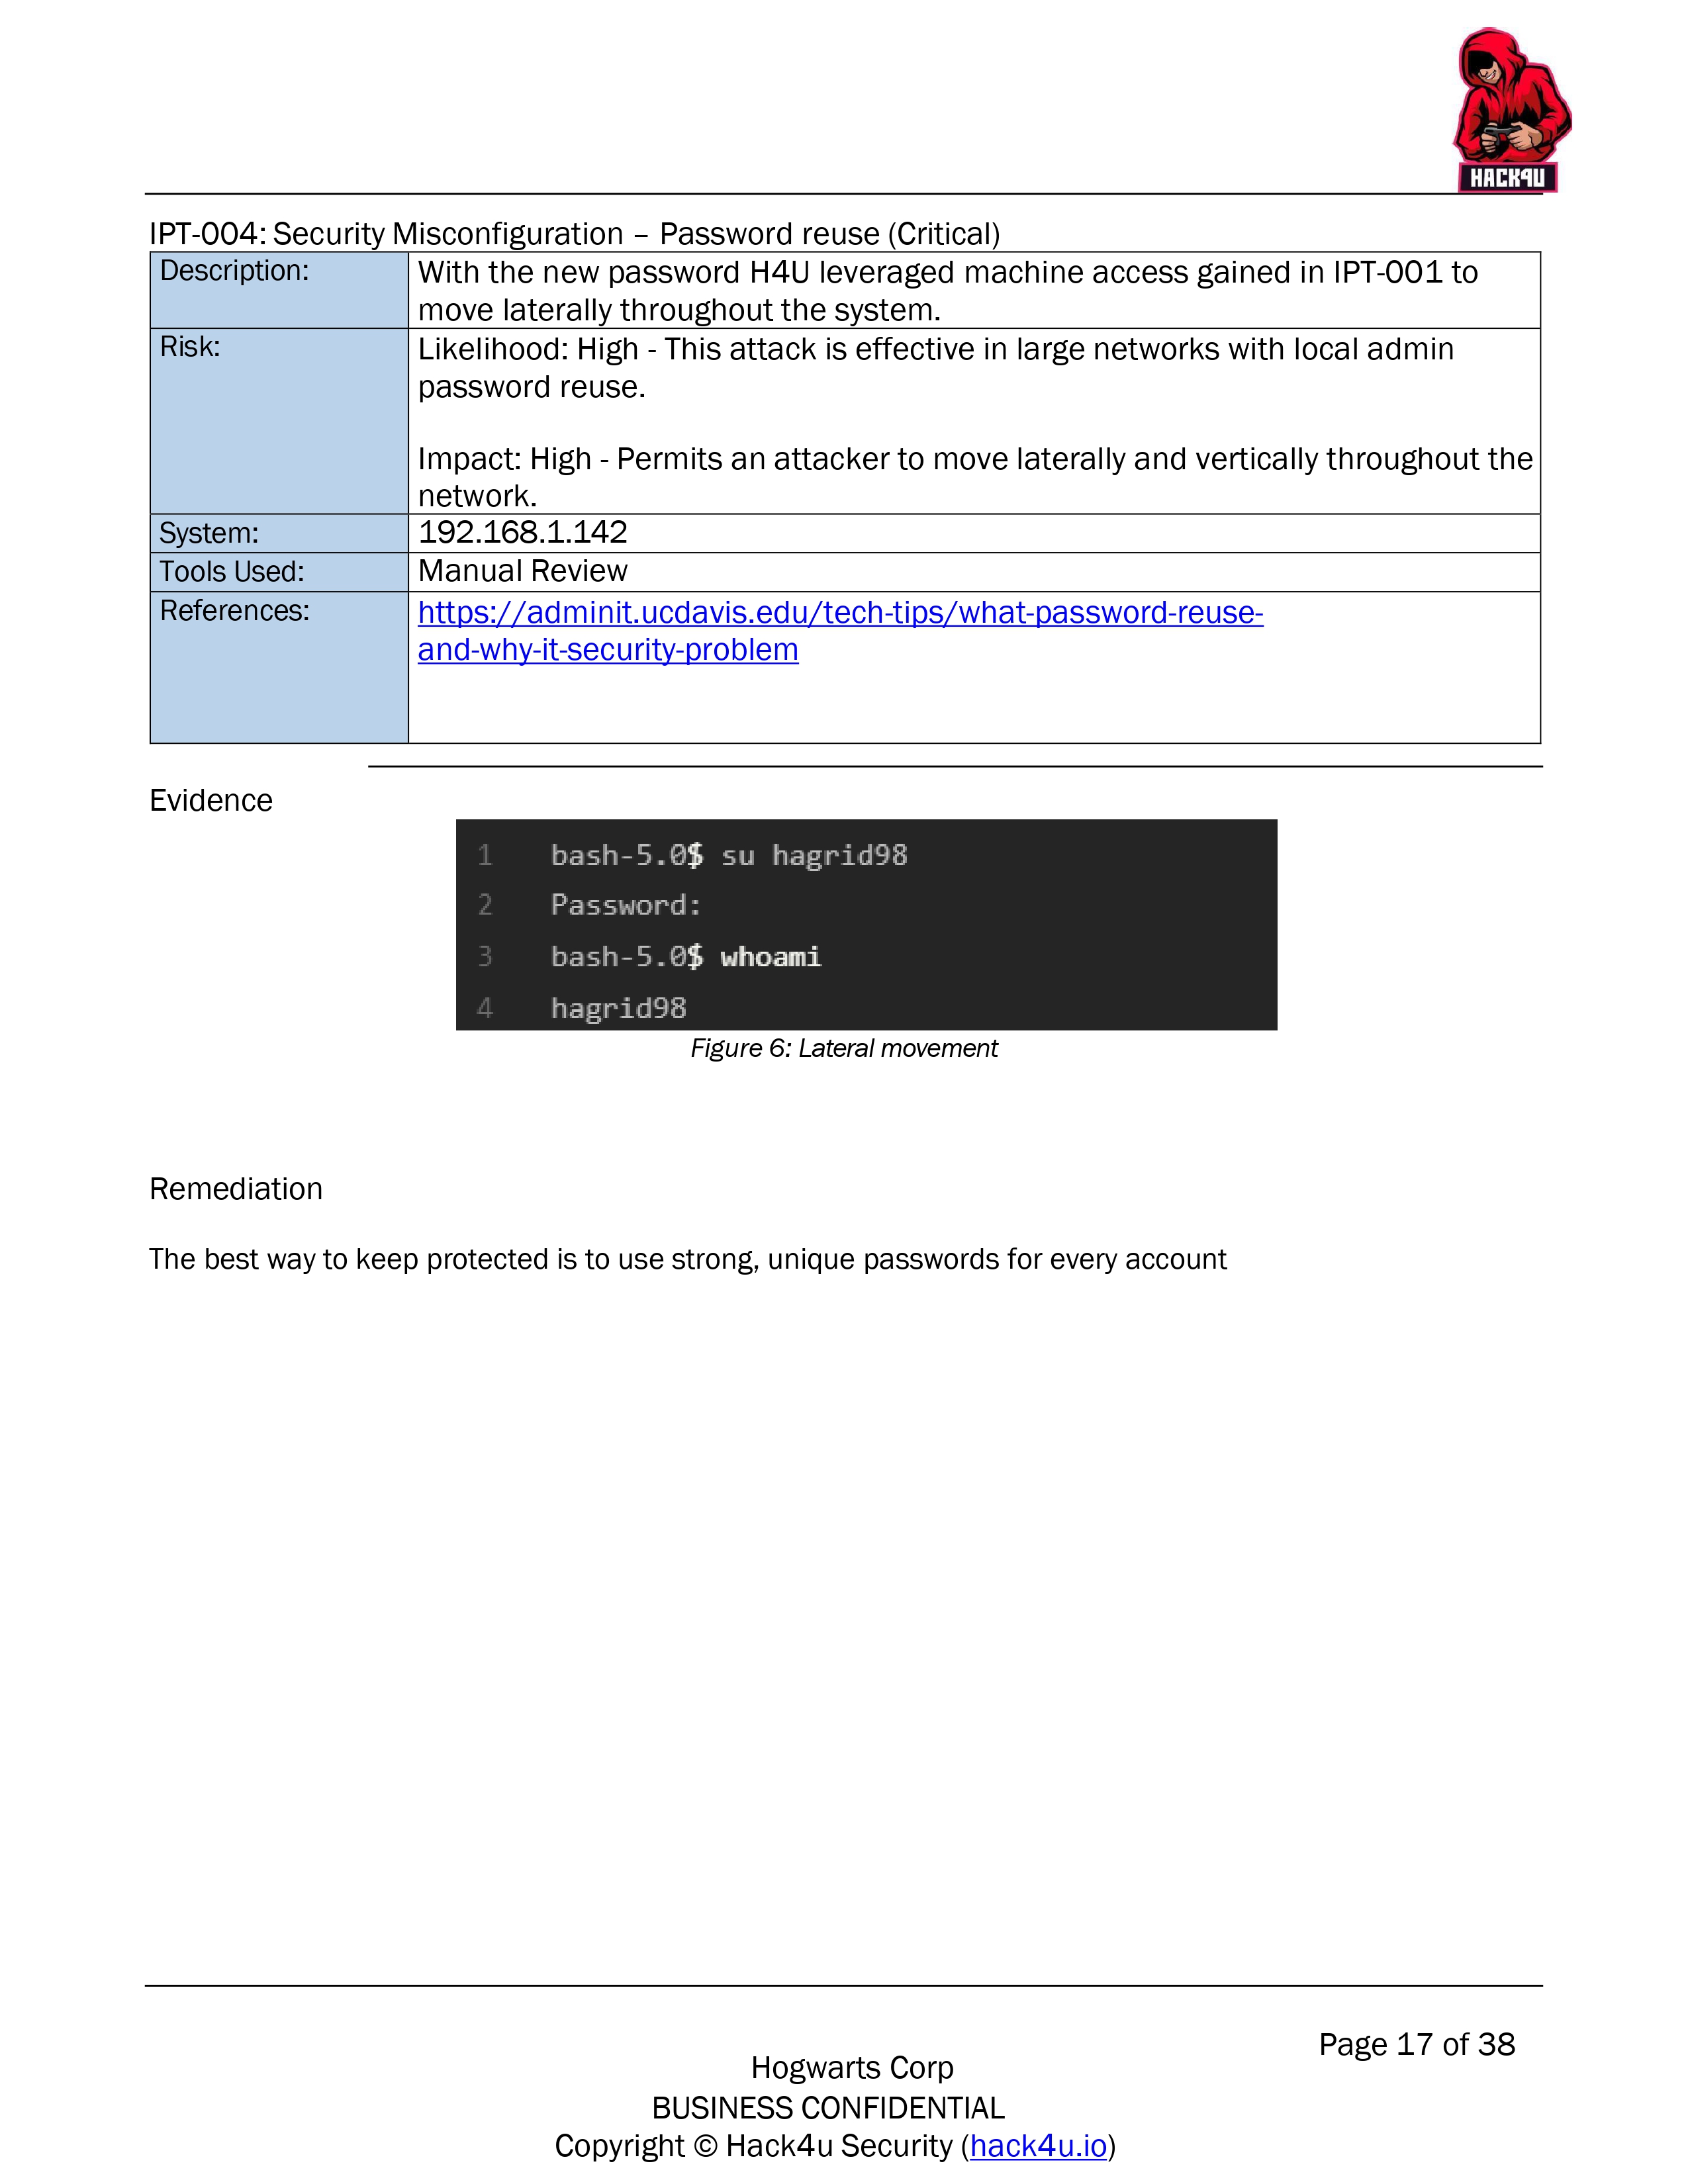 HACK4U
IPT-004: Security Misconfiguration – Password reuse (Critical)
Description:
With the new password H4U leveraged machine access gained in IPT-001 to
move laterally throughout the system.
Risk:
Likelihood: High - This attack is effective in large networks with local admin
password reuse.
Impact: High - Permits an attacker to move laterally and vertically throughout the
network.
System:
192.168.1.142
Tools Used:
Manual Review
References:
https://adminit.ucdavis.edu/tech-tips/what-password-reuse-
and-why-it-security-problem
Evidence
1 bash-5.0$ su hagrid98
2 Password:
3 bash-5.0$ whoami
4 hagrid98
Figure 6: Lateral movement
Remediation
The best way to keep protected is to use strong, unique passwords for every account
Page 17 of 38
Hogwarts Corp
BUSINESS CONFIDENTIAL
Copyright © Hack4u Security (hack4u.io)